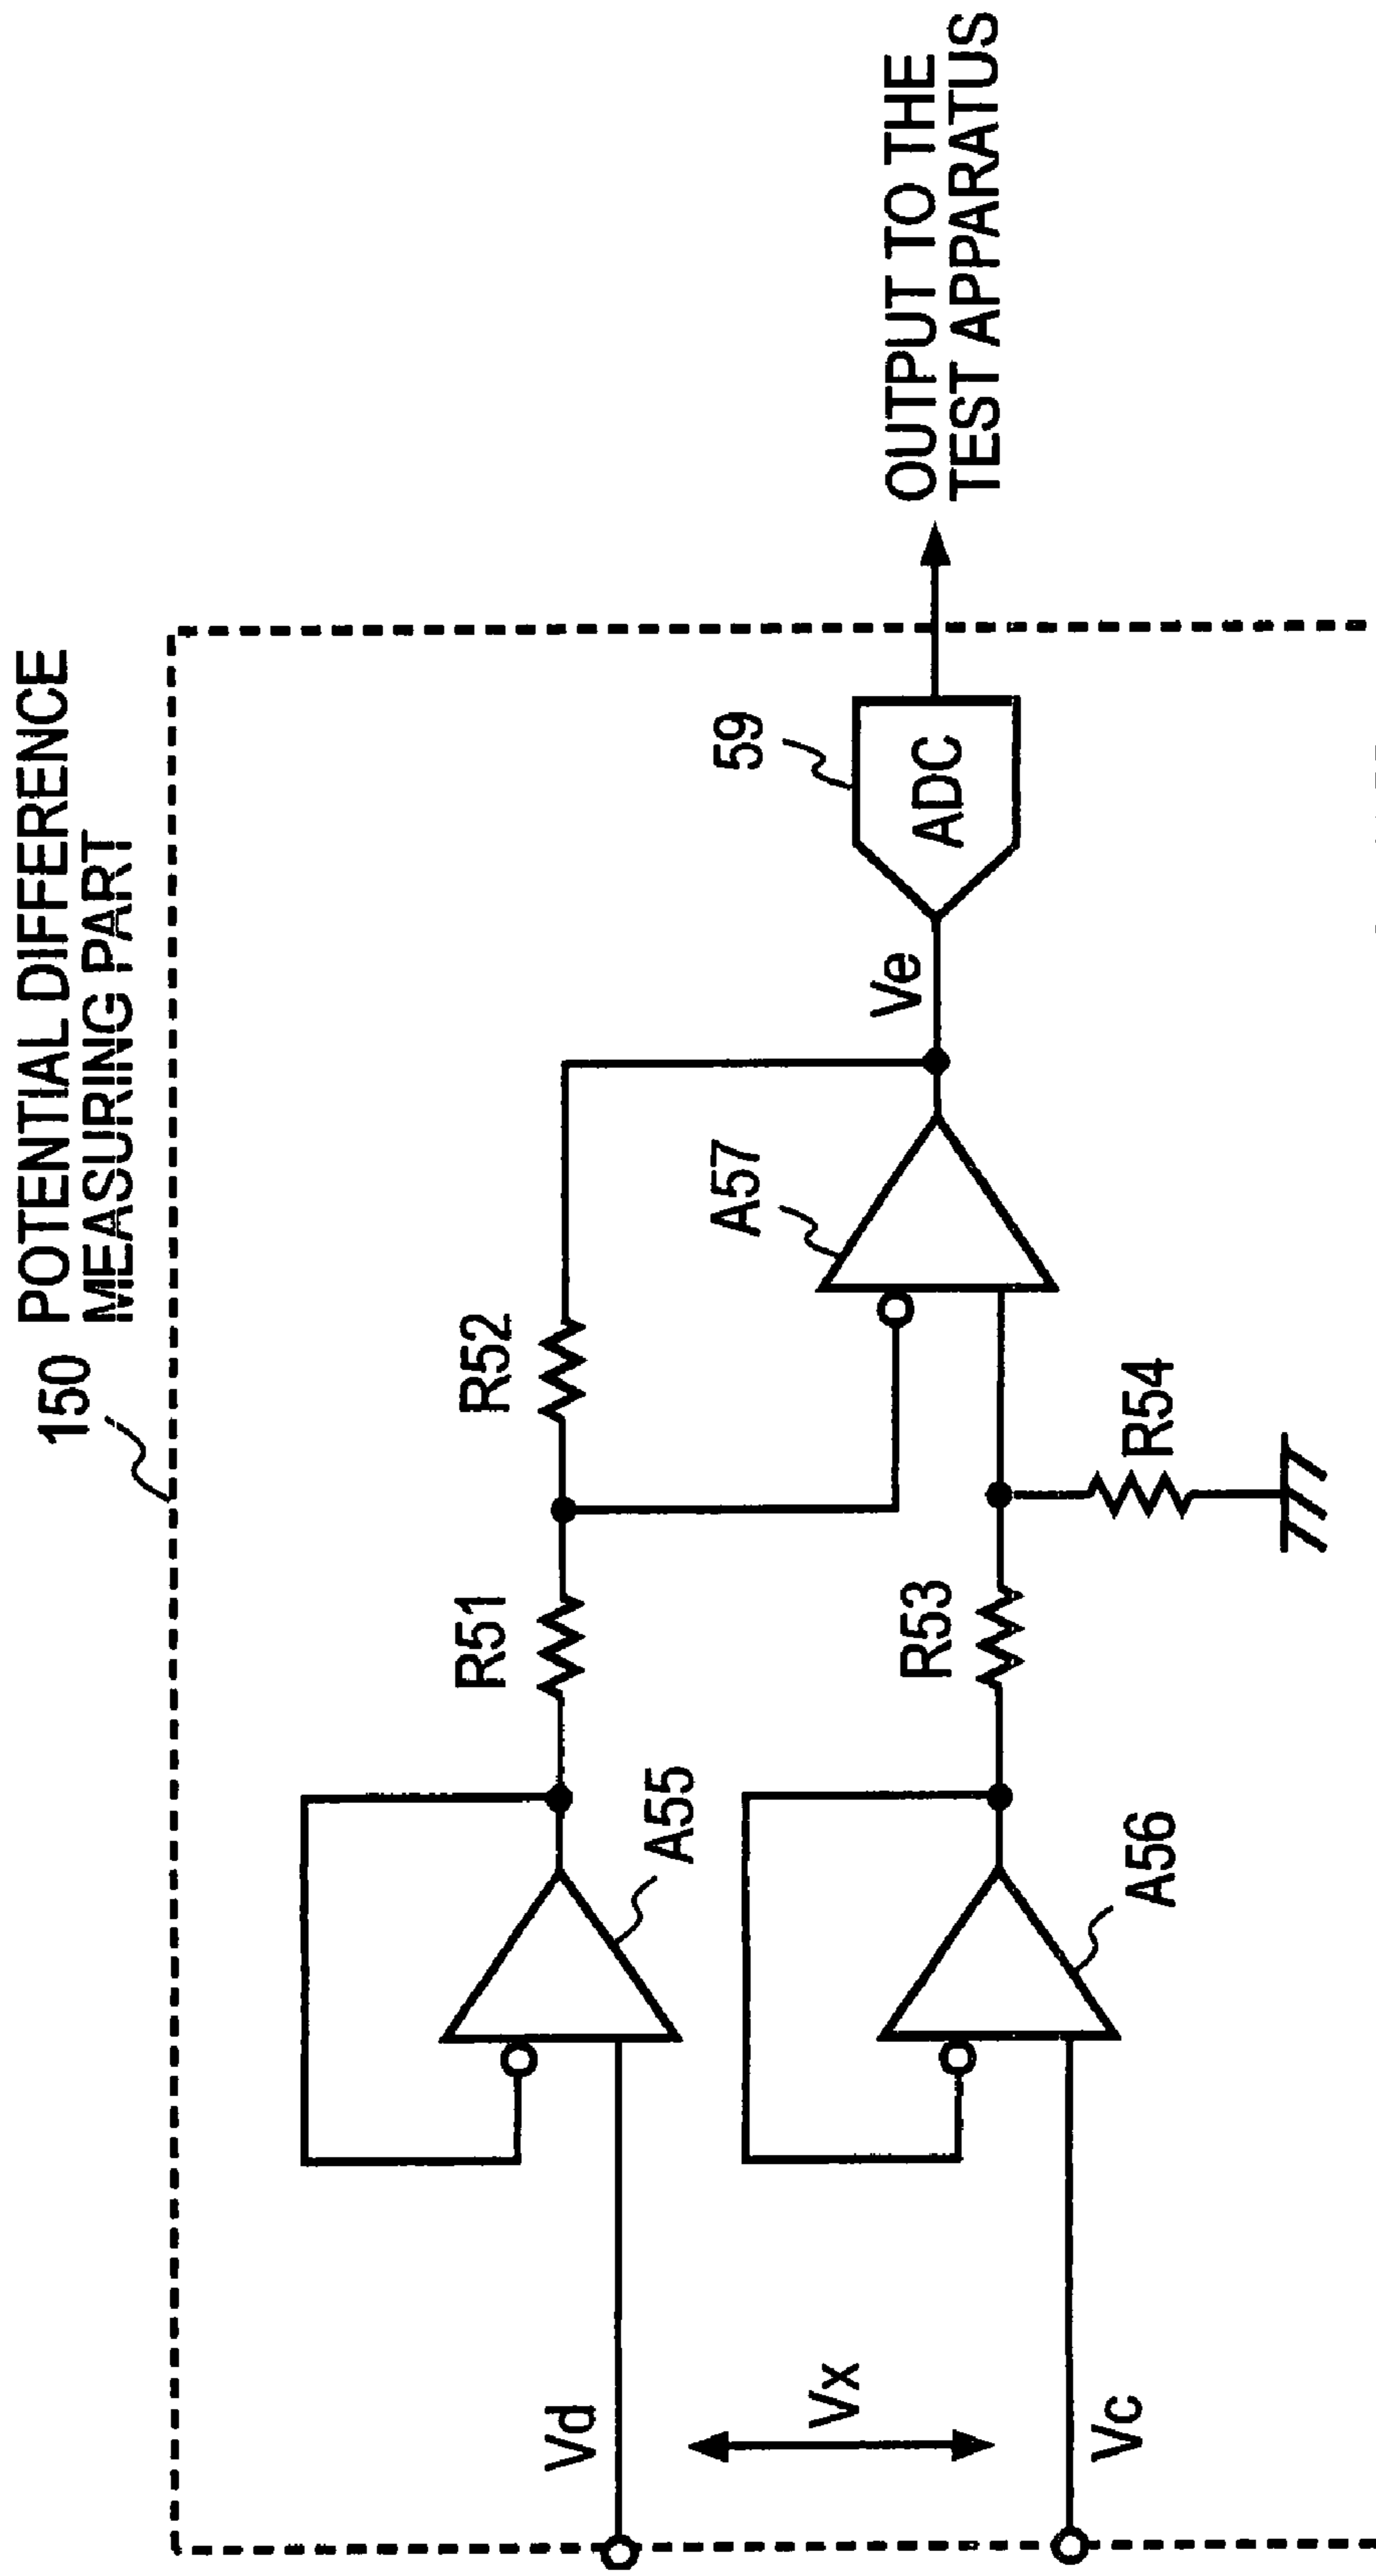 150
POTENTIAL DIFFERENCE
MEASURING PART
R51
R52
A55
A57
59
ADC
Ve
OUTPUT TO THE
TEST APPARATUS
Vd
Vx
Vc
R53
A56
R54